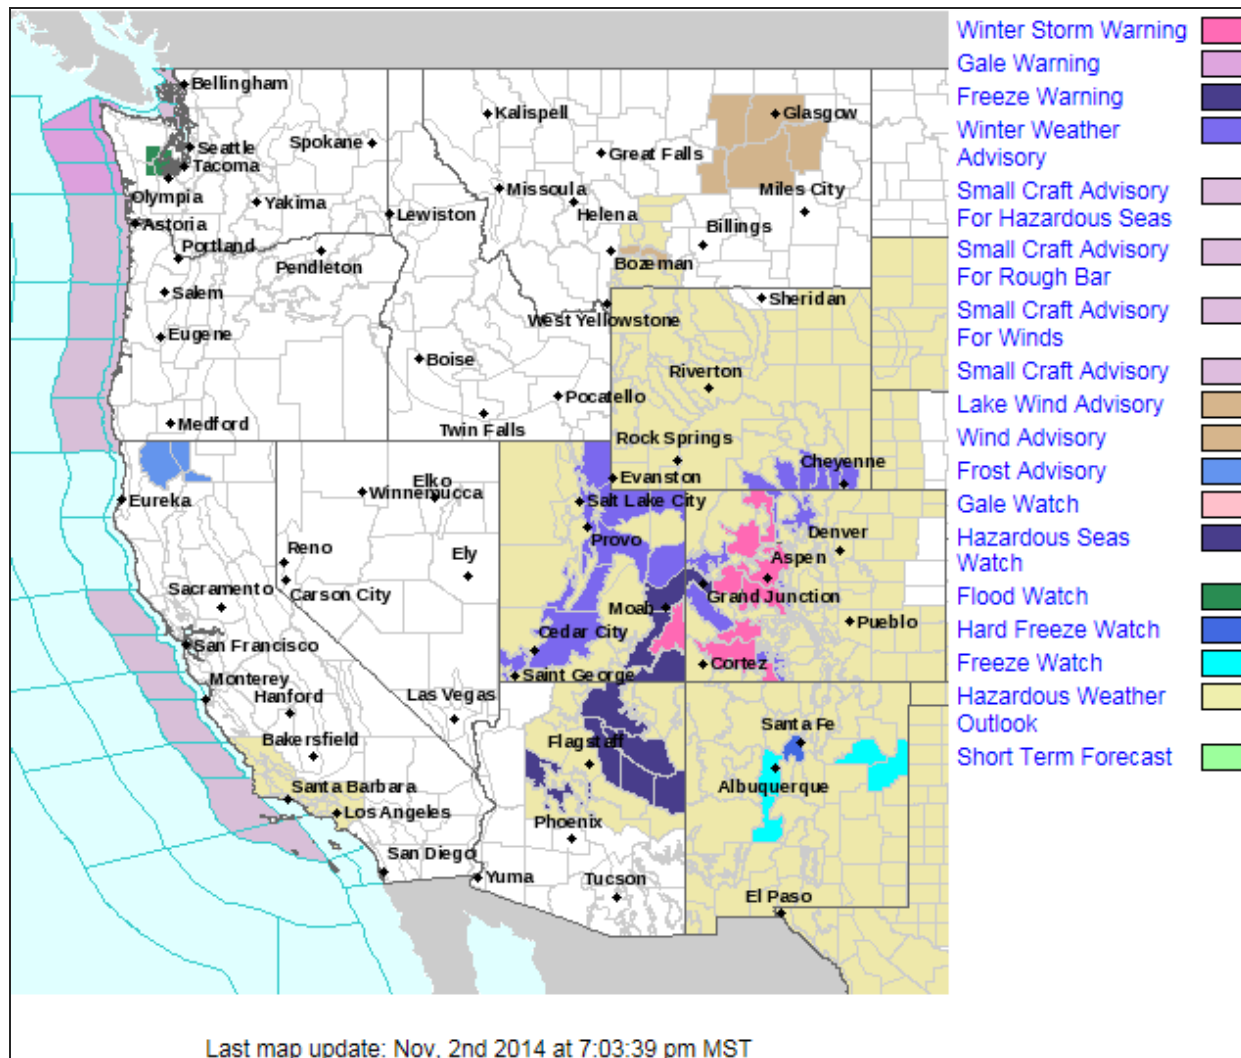 Winter Storm Warning
Gale Warning
Freeze Warning
Winter Weather
Advisory
Small Craft Advisory
For Hazardous Seas
Small Craft Advisory
For Rough Bar
Small Craft Advisory
For Winds
Small Craft Advisory
Lake Wind Advisory
Wind Advisory
Frost Advisory
Gale Watch
Hazardous Seas
Watch
Flood Watch
Hard Freeze Watch
Freeze Watch
Hazardous Weather
Outlook
Short Term Forecast
Bellingham
Kalispell
Glasgow
Seattle
Spokane
Great Falls
Tacoma
Olympia
Yakima
Missoula
Miles City
Lewiston
Helena
Astoria
Billings
Portland
Pendleton
Bozeman
Salem
Sheridan
West Yellowstone
Eugene
Boise
Riverton
Pocatello
Medford
Twin Falls
Rock Springs
Cheyenne
Evanston
Elko
Winnemucca
Eureka
Salt Lake City
Provo
Denver
Reno
Ely
Aspen
Sacramento
Carson City
Grand Junction
Moab
Pueblo
San Francisco
Cedar City
Cortez
Saint George
Monterey
Hanford
Las Vegas
Santa Fe
Bakersfield
Flagstaff
Albuquerque
Santa Barbara
Los Angeles
Phoenix
San Diego
Yuma
Tucson
El Paso
Last map update: Nov, 2nd 2014 at 7:03:39 pm MST